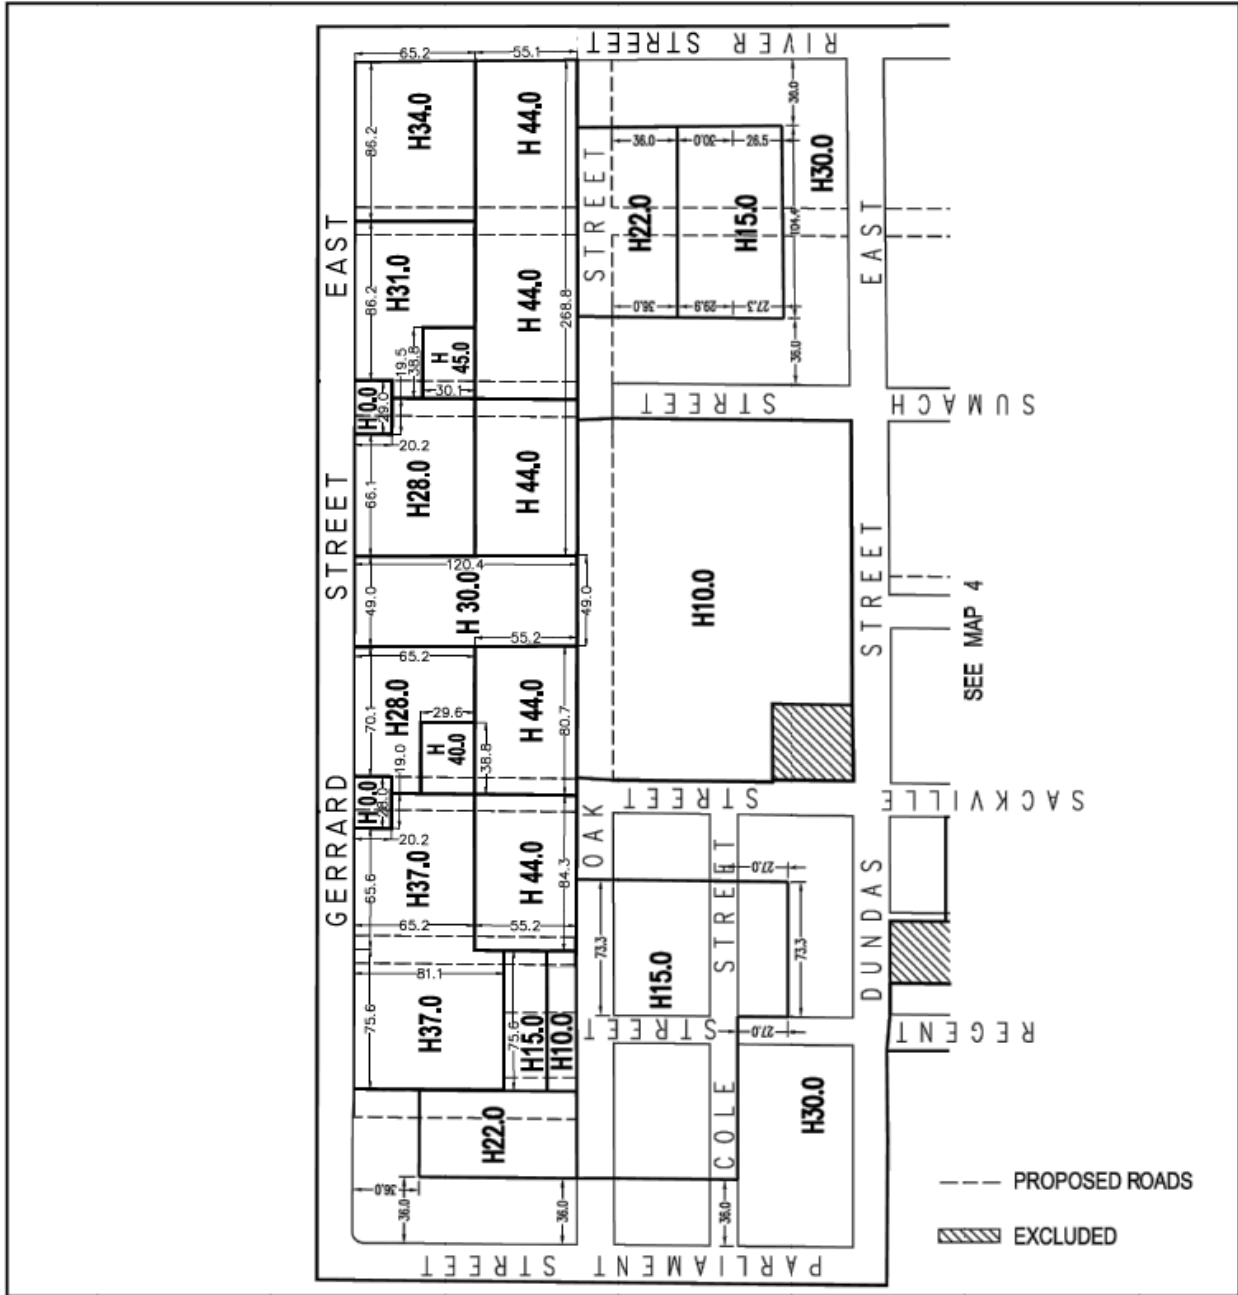 RIVER STREET
65.2
55.1
86.2
H34.0
H 44.0
36.0
36.0
30.0
26.5
H30.0
STREET
H22.0
H15.0
104.4
EAST
EAST
86.2
H31.0
H 44.0
268.8
36.0
29.9
27.3
36.0
H 45.0
38.8
19.5
30.1
H 0.0
29.0
20.2
SUMACH STREET
66.1
H28.0
H 44.0
STREET
120.4
49.0
H 30.0
49.0
55.2
H10.0
STREET
SEE MAP 4
65.2
70.1
H28.0
29.6
H 40.0
38.8
H 44.0
80.7
19.0
H 0.0
28.0
20.2
SACKVILLE STREET
GERRARD
65.6
H37.0
H 44.0
84.3
65.2
55.2
OAK
27.0
73.3
H15.0
STREET
73.3
DUNDAS
81.1
75.6
H37.0
75.6
H15.0
H10.0
REGENT STREET
27.0
H22.0
COLE
H30.0
36.0
36.0
36.0
36.0
PARLIAMENT STREET
PROPOSED ROADS
EXCLUDED